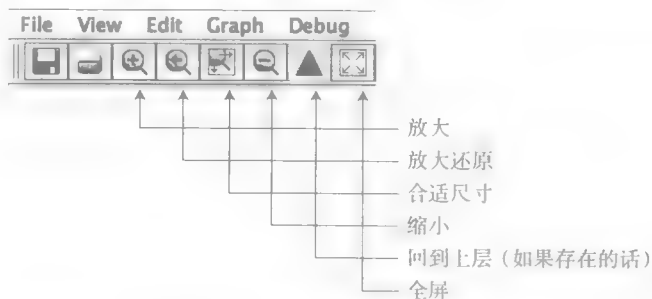 File View Edit Graph Debug
放大
放大还原
合适尺寸
缩小
回到上层（如果存在的话）
全屏